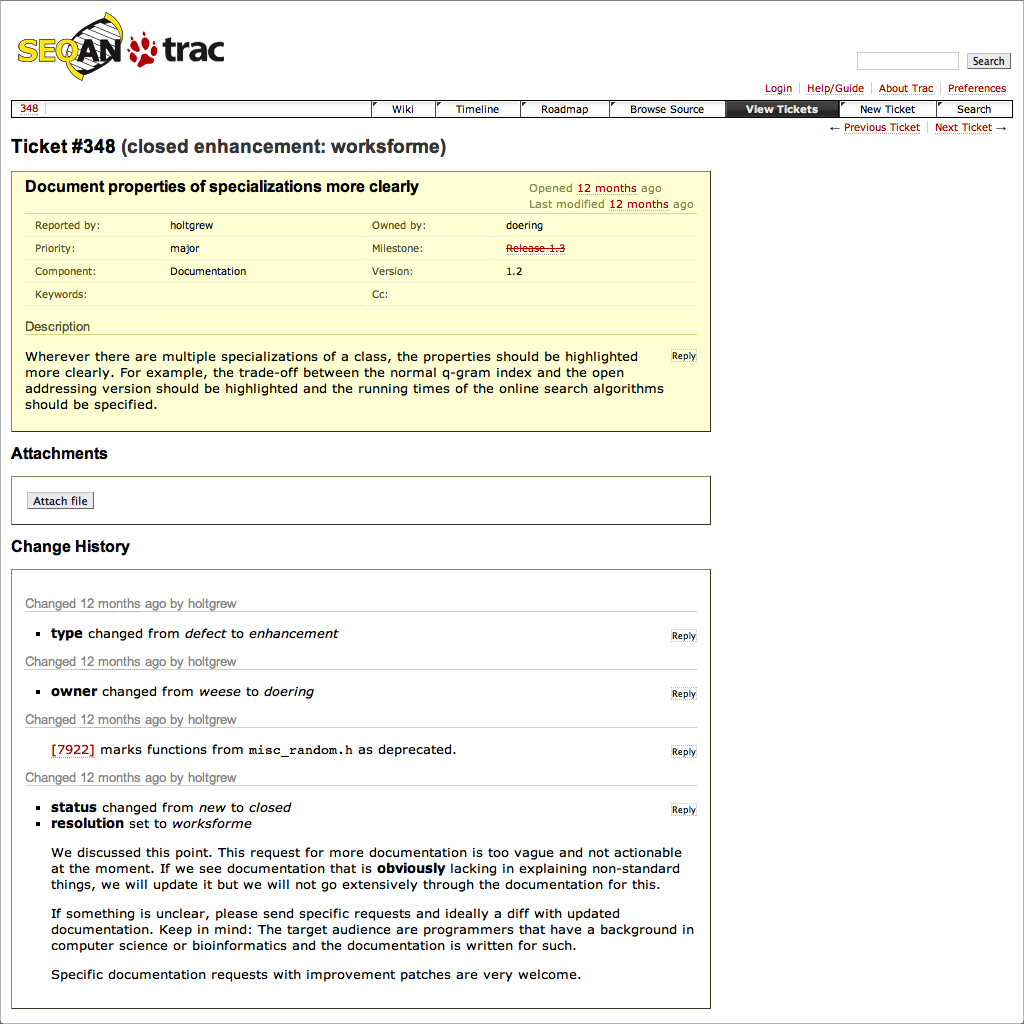 SEQAN trac
Search
Login Help/Guide About Trac Preferences
348 Wiki Timeline Roadmap Browse Source View Tickets New Ticket Search
← Previous Ticket Next Ticket →
Ticket #348 (closed enhancement: worksforme)
Document properties of specializations more clearly
Opened 12 months ago
Last modified 12 months ago
Reported by: holtgrew Owned by: doering
Priority: major Milestone: Release 1.3
Component: Documentation Version: 1.2
Keywords: Cc:
Description
Reply
Wherever there are multiple specializations of a class, the properties should be highlighted
more clearly. For example, the trade-off between the normal q-gram index and the open
addressing version should be highlighted and the running times of the online search algorithms
should be specified.
Attachments
Attach file
Change History
Changed 12 months ago by holtgrew
▪ type changed from defect to enhancement
Reply
Changed 12 months ago by holtgrew
▪ owner changed from weese to doering
Reply
Changed 12 months ago by holtgrew
[7922] marks functions from misc_random.h as deprecated.
Reply
Changed 12 months ago by holtgrew
▪ status changed from new to closed
Reply
▪ resolution set to worksforme
We discussed this point. This request for more documentation is too vague and not actionable
at the moment. If we see documentation that is obviously lacking in explaining non-standard
things, we will update it but we will not go extensively through the documentation for this.
If something is unclear, please send specific requests and ideally a diff with updated
documentation. Keep in mind: The target audience are programmers that have a background in
computer science or bioinformatics and the documentation is written for such.
Specific documentation requests with improvement patches are very welcome.